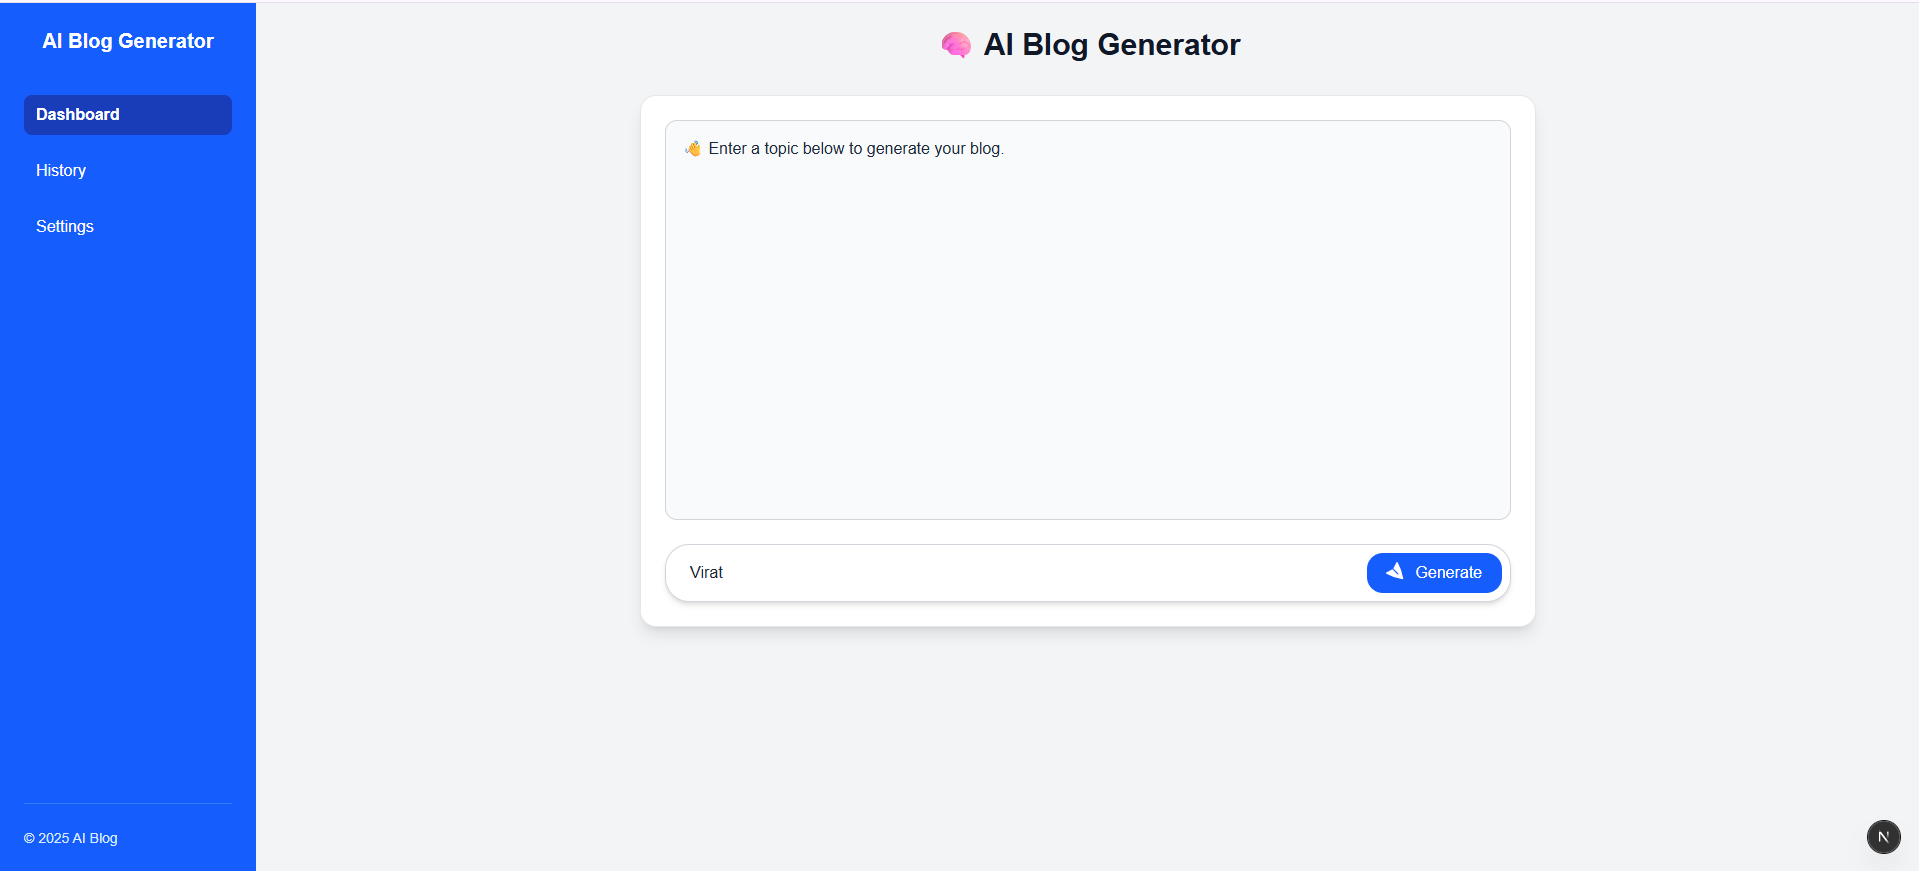 AI Blog Generator
Dashboard
History
Settings
© 2025 AI Blog
🧠 AI Blog Generator
👋 Enter a topic below to generate your blog.
Virat
Generate
N